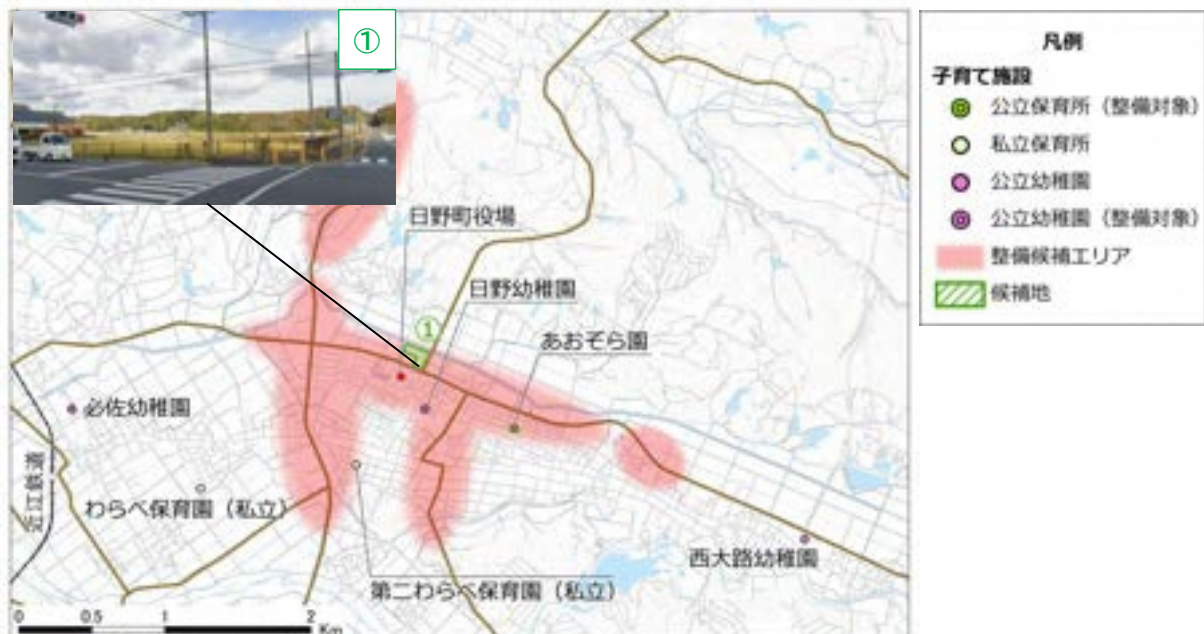 ①
日野町役場
日野幼稚園
①
あおぞら園
必佐幼稚園
近江鉄道
わらべ保育園（私立）
西大路幼稚園
第二わらべ保育園（私立）
0 0.5 1 2
Km
凡例
子育て施設
公立保育所（整備対象）
私立保育所
公立幼稚園
公立幼稚園（整備対象）
整備候補エリア
候補地